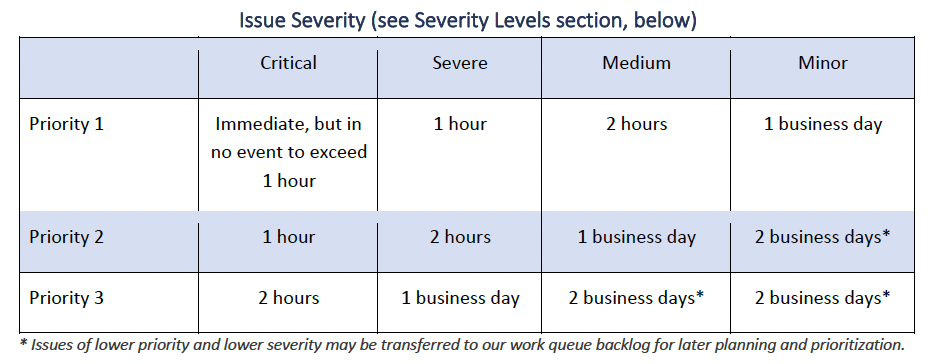 Issue Severity (see Severity Levels section, below)
Critical Severe Medium Minor
Priority 1 Immediate, but in no event to exceed 1 hour 1 hour 2 hours 1 business day
Priority 2 1 hour 2 hours 1 business day 2 business days*
Priority 3 2 hours 1 business day 2 business days* 2 business days*
* Issues of lower priority and lower severity may be transferred to our work queue backlog for later planning and prioritization.